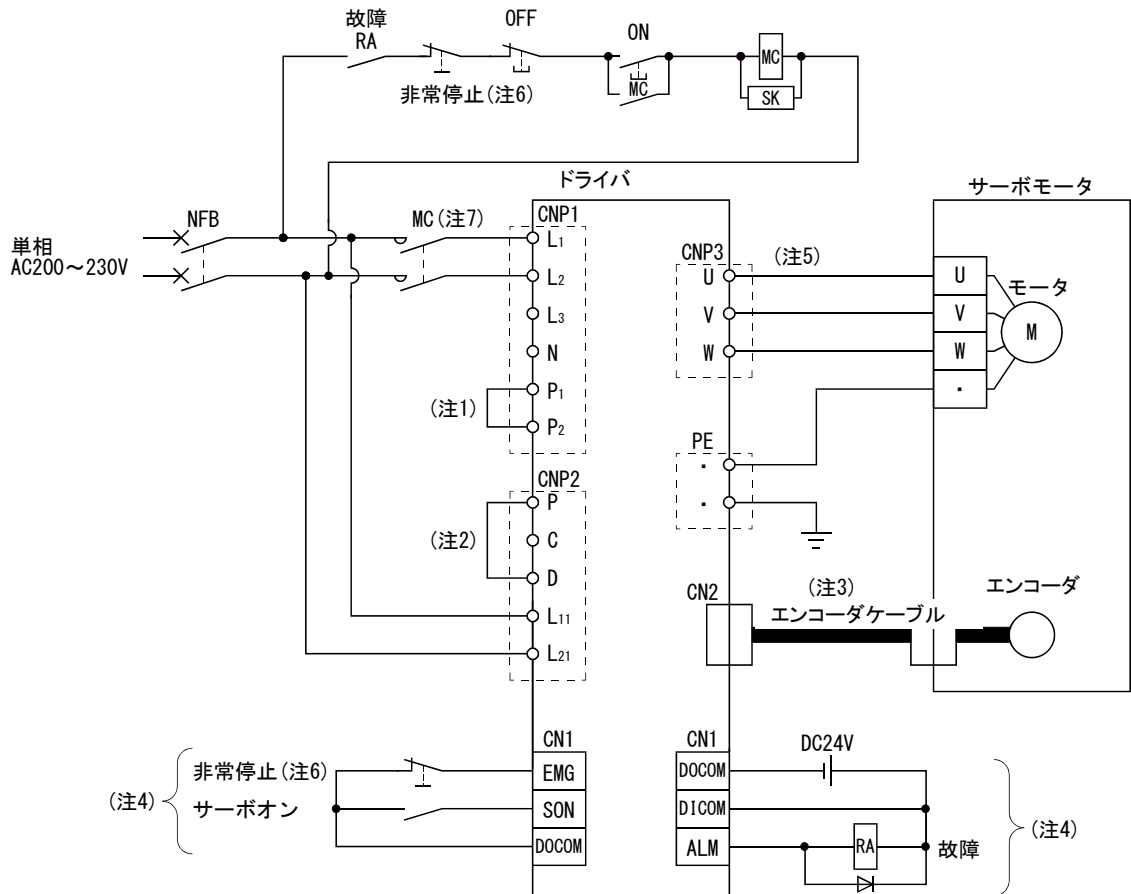 故障
RA
OFF
ON
MC
非常停止(注6)
MC
SK
ドライバ
サーボモータ
NFB
MC(注7)
CNP1
単相
AC200～230V
L1
L2
L3
N
P1
P2
(注1)
CNP3
U
V
W
(注5)
U
V
W
・
モータ
M
PE
・
・
CNP2
P
C
D
L11
L21
(注2)
CN2
(注3)
エンコーダケーブル
エンコーダ
CN1
非常停止(注6)
サーボオン
(注4)
EMG
SON
DOCOM
CN1
DC24V
DOCOM
DICOM
ALM
RA
故障
(注4)